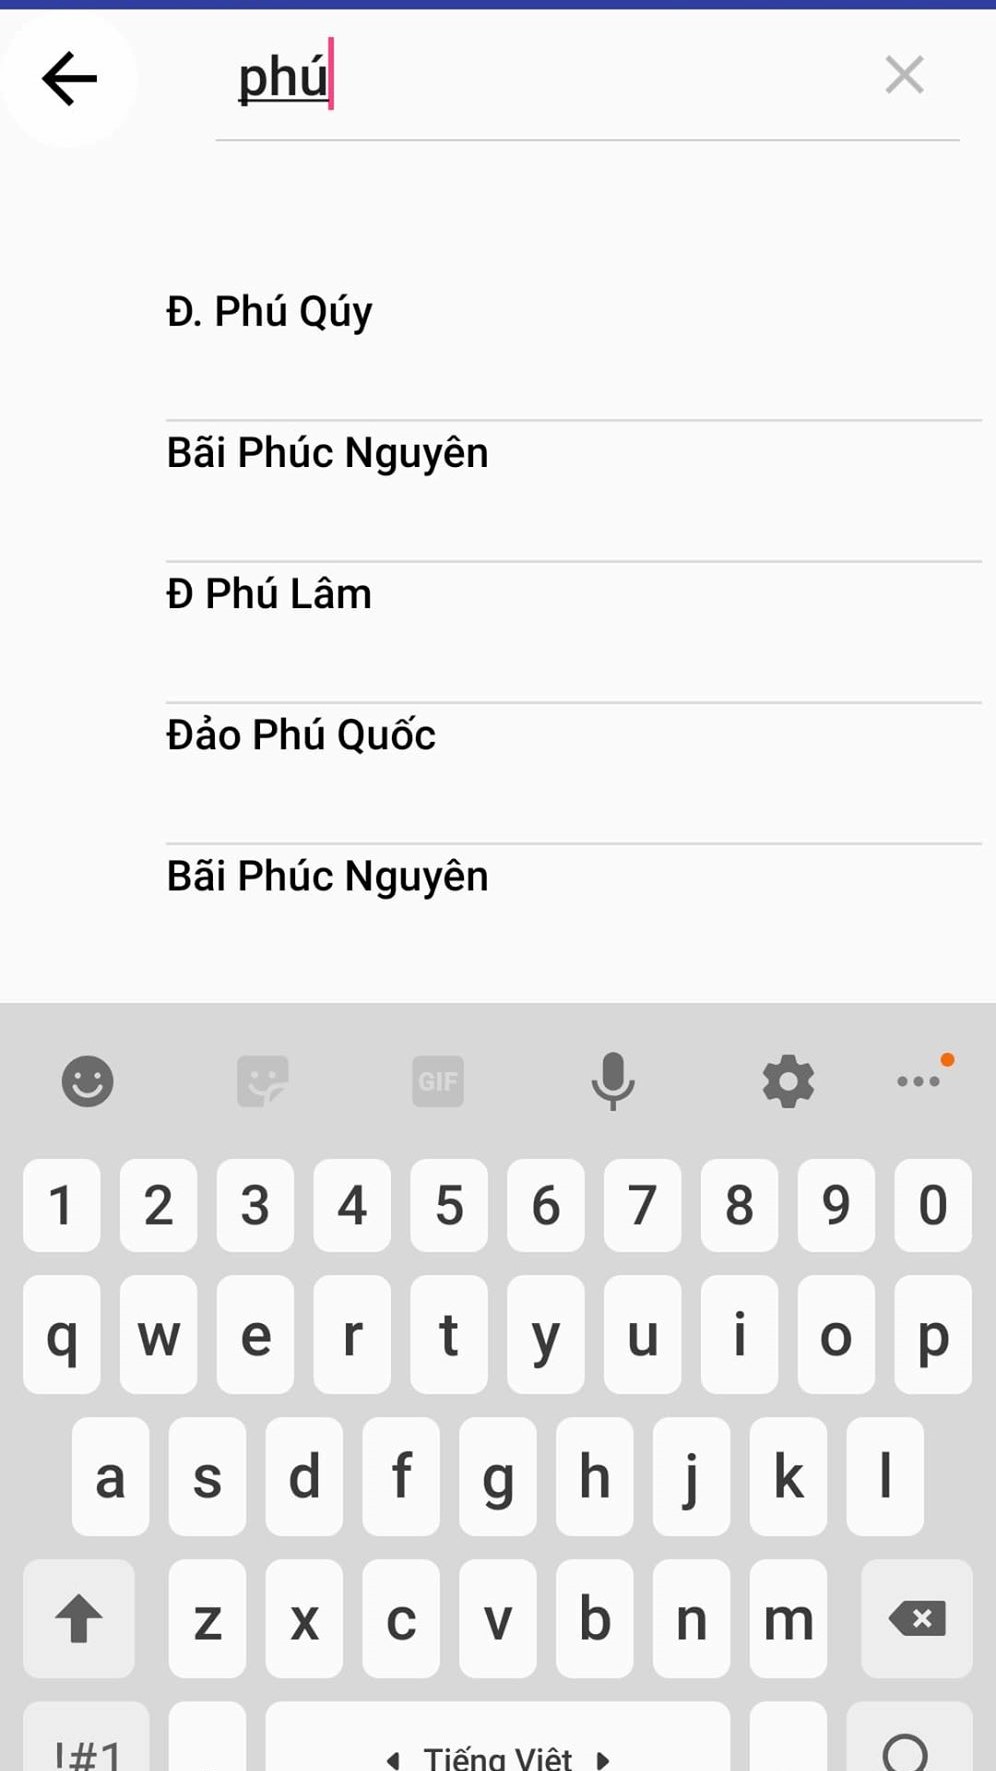 phú
Đ. Phú Qúy
Bãi Phúc Nguyên
Đ Phú Lâm
Đảo Phú Quốc
Bãi Phúc Nguyên
GIF
1 2 3 4 5 6 7 8 9 0
q w e r t y u i o p
a s d f g h j k l
z x c v b n m
!#1 Tiếng Việt